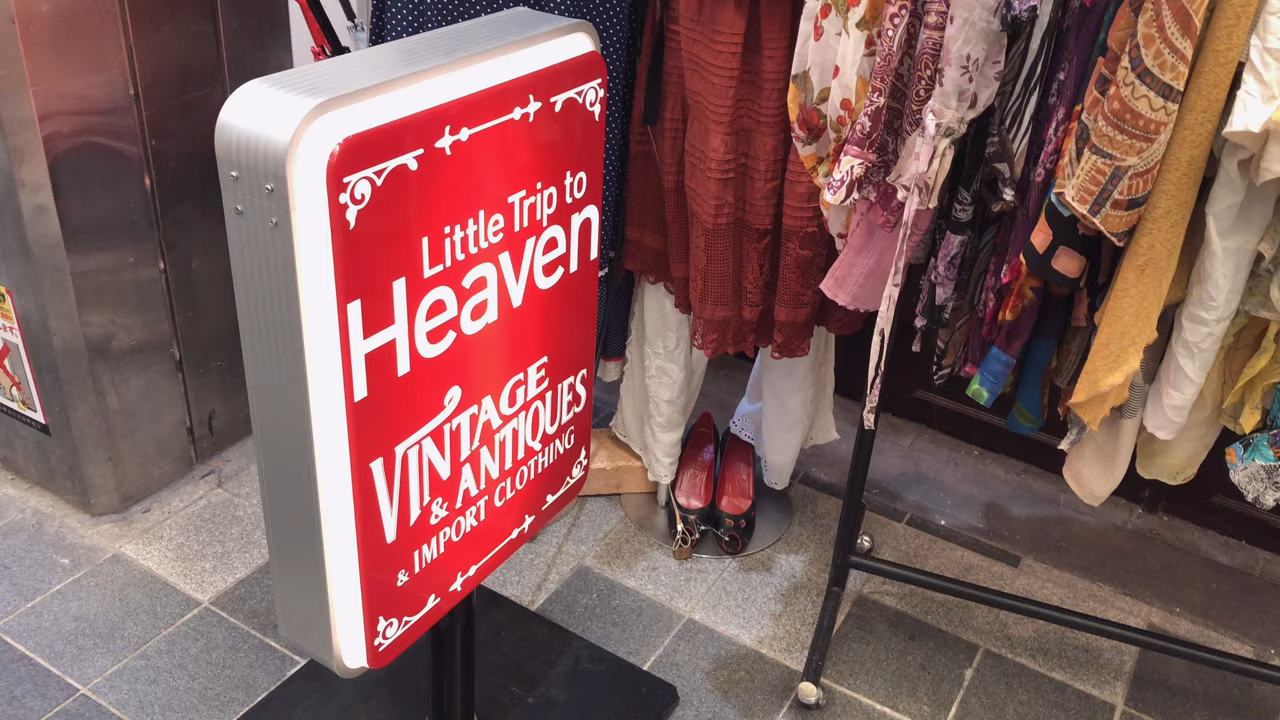 Little Trip to
Heaven
VINTAGE
& ANTIQUES
& IMPORT CLOTHING